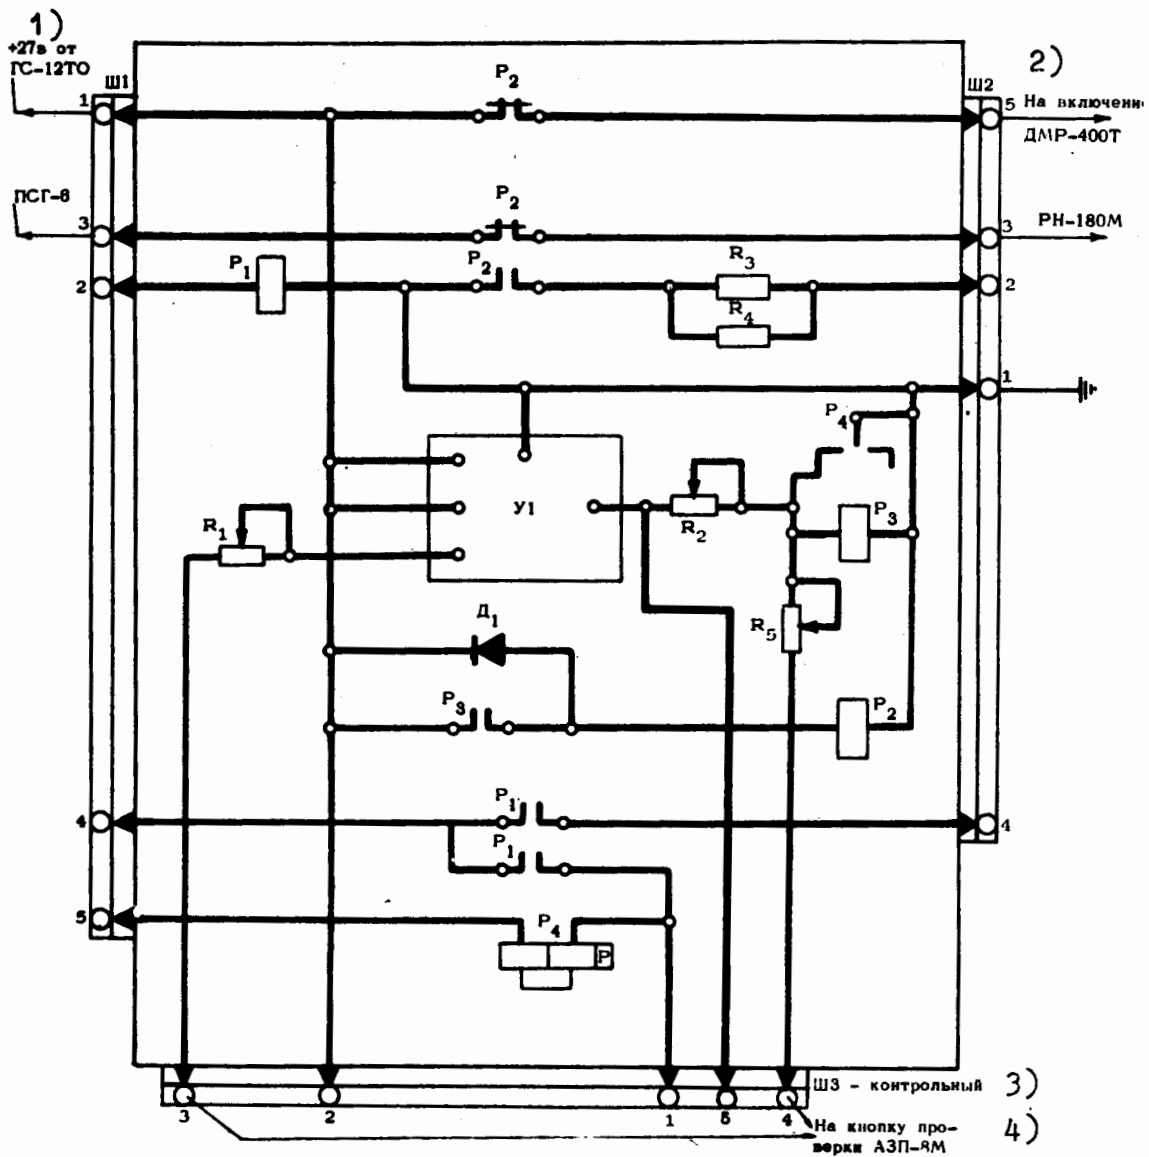 1)
+27в от
ГС-12ТО
Ш1
1
P2
Ш2
2)
5 На включени
ДМР-400Т
ПСГ-8
3
P2
3
РН-180М
P1
P2
R3
2
2
R4
1
P4
R1
У1
R2
P3
R5
Д1
P3
P2
4
P1
4
P1
5
P4
P
3
2
1
5
4
Ш3 - контрольный 3)
На кнопку про-
верки АЗП-8М
4)